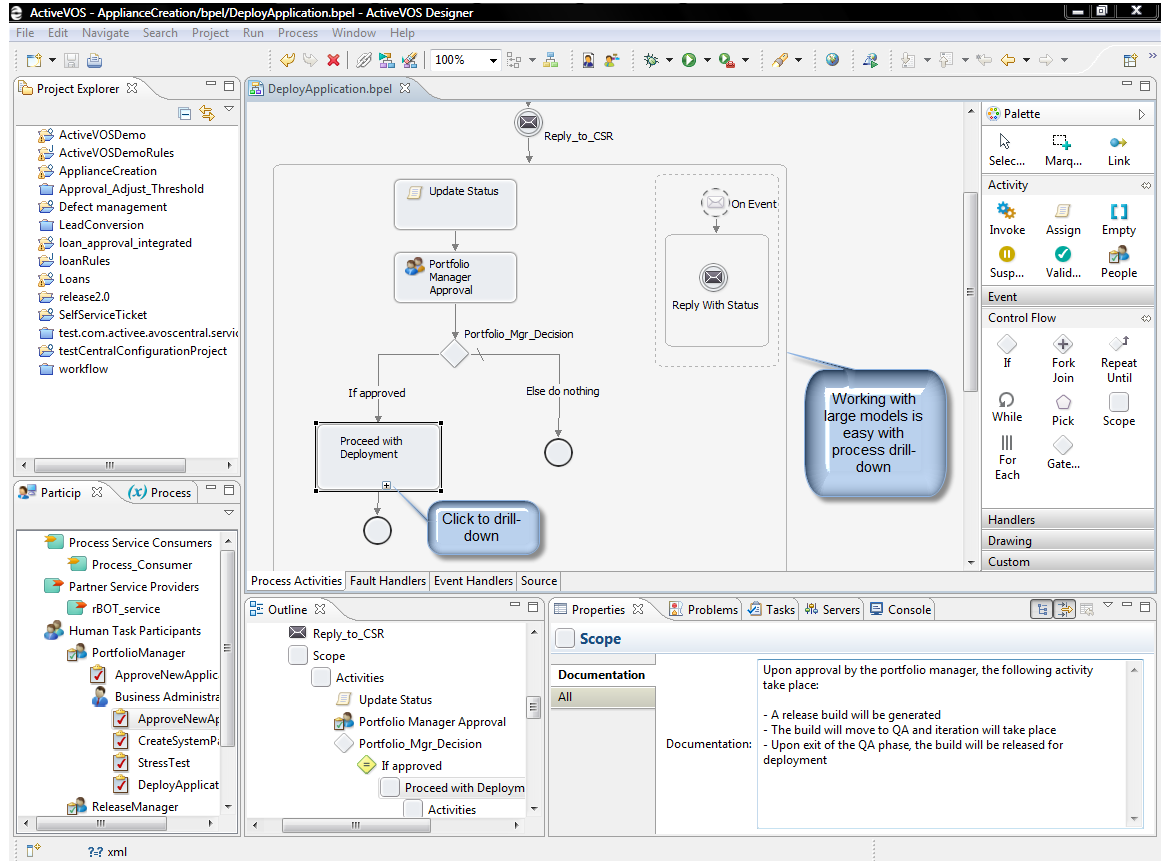 ActiveVOS - ApplianceCreation/bpel/DeployApplication.bpel - ActiveVOS Designer
File Edit Navigate Search Project Run Process Window Help
100%
Project Explorer
ActiveVOSDemo
ActiveVOSDemoRules
ApplianceCreation
Approval_Adjust_Threshold
Defect management
LeadConversion
loan_approval_integrated
loanRules
Loans
release2.0
SelfServiceTicket
test.com.activee.avoscentral.servic
testCentralConfigurationProject
workflow
Particip
(x) Process
Process Service Consumers
Process_Consumer
Partner Service Providers
rBOT_service
Human Task Participants
PortfolioManager
ApproveNewApplic
Business Administra
ApproveNewAp
CreateSystemPa
StressTest
DeployApplicat
ReleaseManager
DeployApplication.bpel
Reply_to_CSR
Update Status
Portfolio
Manager
Approval
Portfolio_Mgr_Decision
If approved
Else do nothing
Proceed with
Deployment
On Event
Reply With Status
Click to drill-
down
Working with
large models is
easy with
process drill-
down
Process Activities Fault Handlers Event Handlers Source
Palette
Selec... Marq... Link
Activity
Invoke Assign Empty
Susp... Valid... People
Event
Control Flow
If Fork Join Repeat Until
While Pick Scope
For Each Gate...
Handlers
Drawing
Custom
Outline
Reply_to_CSR
Scope
Activities
Update Status
Portfolio Manager Approval
Portfolio_Mgr_Decision
If approved
Proceed with Deploym
Activities
Properties Problems Tasks Servers Console
Scope
Documentation
All
Documentation:
Upon approval by the portfolio manager, the following activity
take place:
- A release build will be generated
- The build will move to QA and iteration will take place
- Upon exit of the QA phase, the build will be released for
deployment
?-? xml